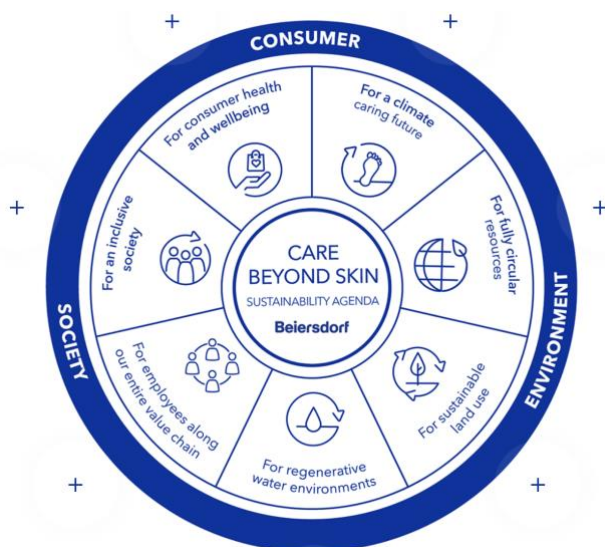 CONSUMER
For consumer health
and wellbeing
For a climate
caring future
For fully circular
resources
ENVIRONMENT
For sustainable
land use
For regenerative
water environments
For employees along
our entire value chain
SOCIETY
For an inclusive
society
CARE
BEYOND SKIN
SUSTAINABILITY AGENDA
Beiersdorf